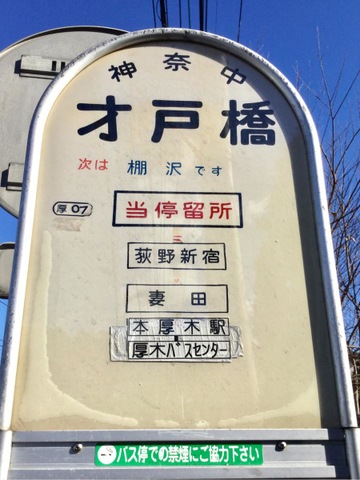 神奈中
才戸橋
次は 棚沢 です
厚07
当停留所
荻野新宿
妻田
本厚木駅
厚木バスセンター
バス停での禁煙にご協力下さい